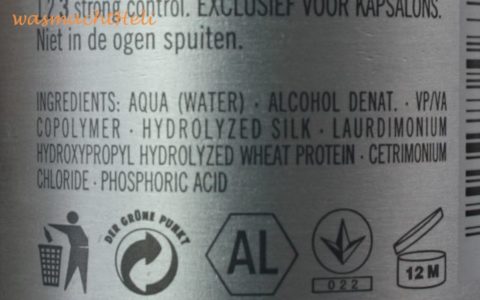 wasmachtHeli
1,2,3 strong control. EXCLUSIEF VOOR KAPSALONS.
Niet in de ogen spuiten.
INGREDIENTS: AQUA (WATER) · ALCOHOL DENAT. · VP/VA
COPOLYMER · HYDROLYZED SILK · LAURDIMONIUM
HYDROXYPROPYL HYDROLYZED WHEAT PROTEIN · CETRIMONIUM
CHLORIDE · PHOSPHORIC ACID
DER GRÜNE PUNKT
AL
022
12 M